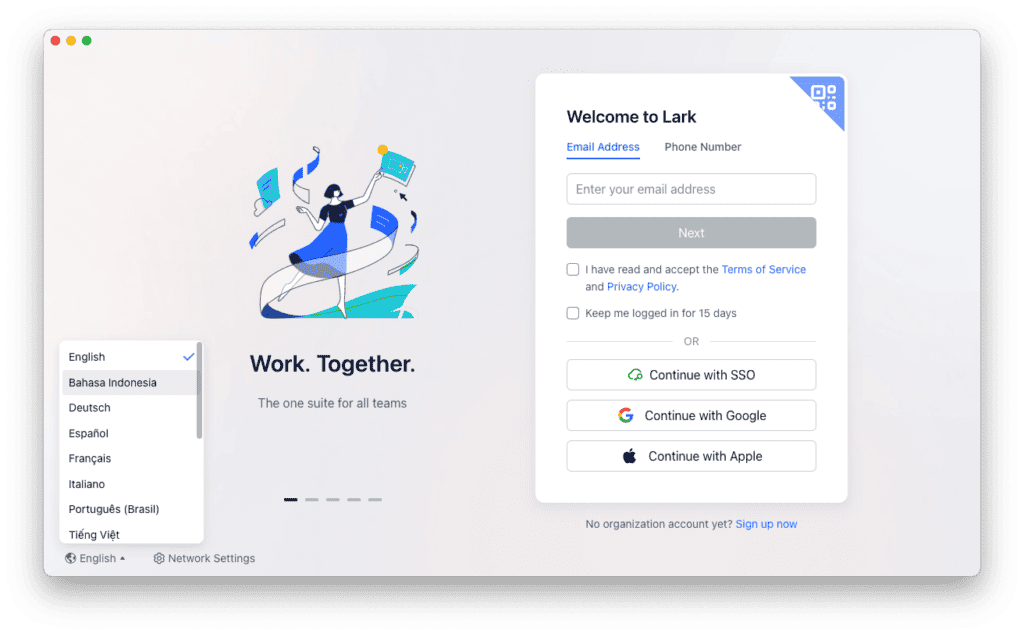 Welcome to Lark
Email Address
Phone Number
Enter your email address
Next
I have read and accept the Terms of Service
and Privacy Policy.
Keep me logged in for 15 days
OR
Continue with SSO
Continue with Google
Continue with Apple
No organization account yet? Sign up now
Work. Together.
The one suite for all teams
English
Bahasa Indonesia
Deutsch
Español
Français
Italiano
Português (Brasil)
Tiếng Việt
English
Network Settings